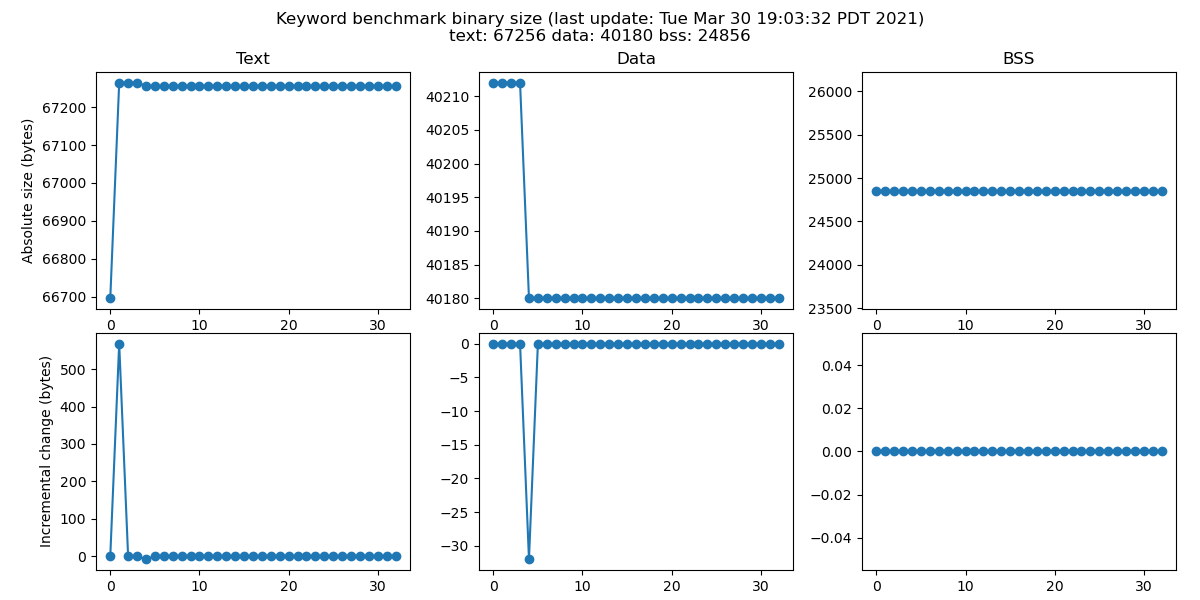 Keyword benchmark binary size (last update: Tue Mar 30 19:03:32 PDT 2021)
text: 67256 data: 40180 bss: 24856
Text
Data
BSS
Absolute size (bytes)
67200
67100
67000
66900
66800
66700
0 10 20 30
40210
40205
40200
40195
40190
40185
40180
0 10 20 30
26000
25500
25000
24500
24000
23500
0 10 20 30
Incremental change (bytes)
500
400
300
200
100
0
0 10 20 30
0
−5
−10
−15
−20
−25
−30
0 10 20 30
0.04
0.02
0.00
−0.02
−0.04
0 10 20 30